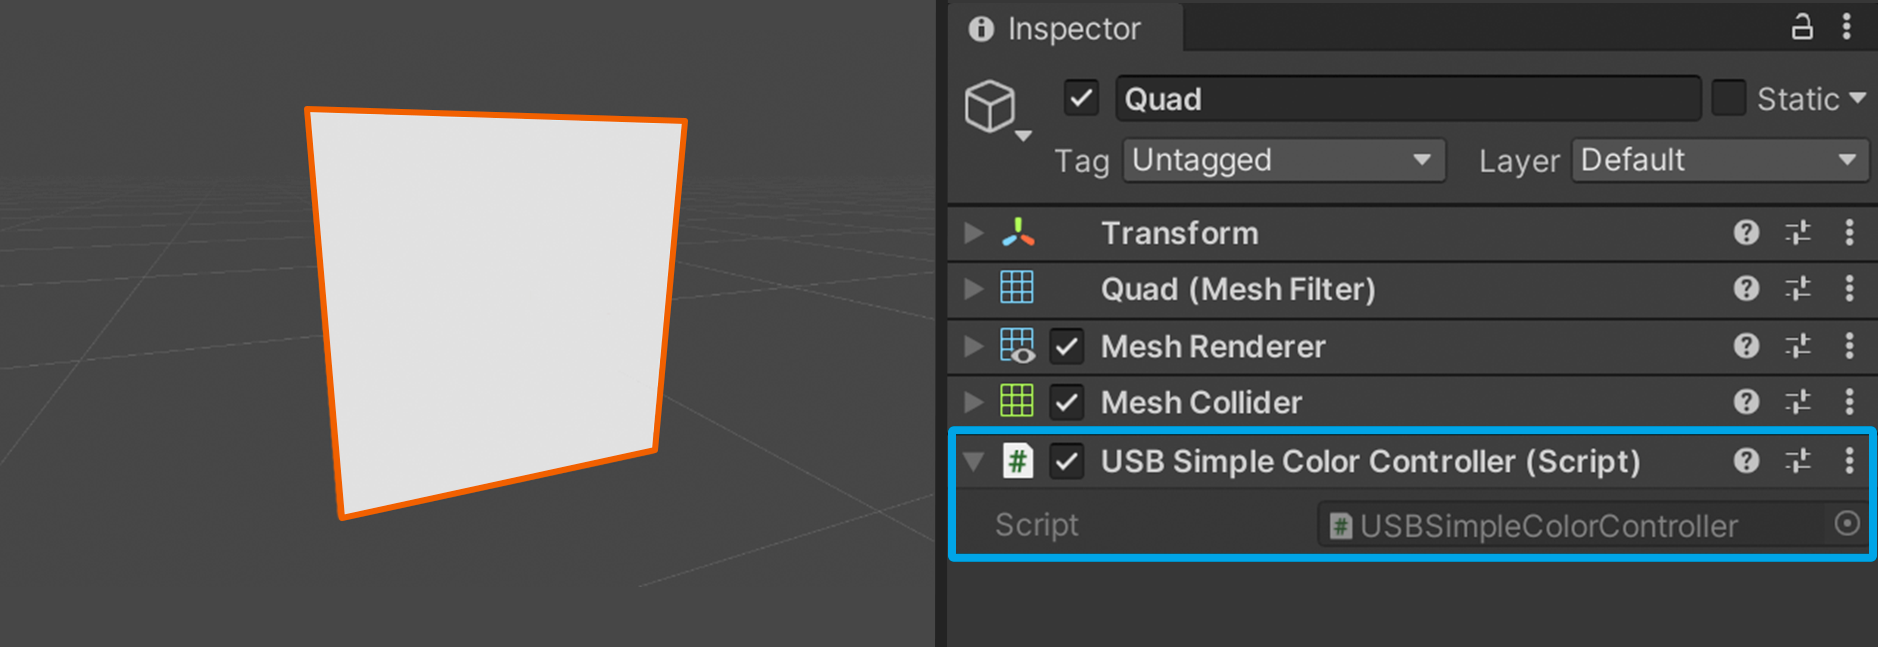 Inspector
Quad
Static
Tag Untagged Layer Default
Transform
Quad (Mesh Filter)
Mesh Renderer
Mesh Collider
# USB Simple Color Controller (Script)
Script # USBSimpleColorController